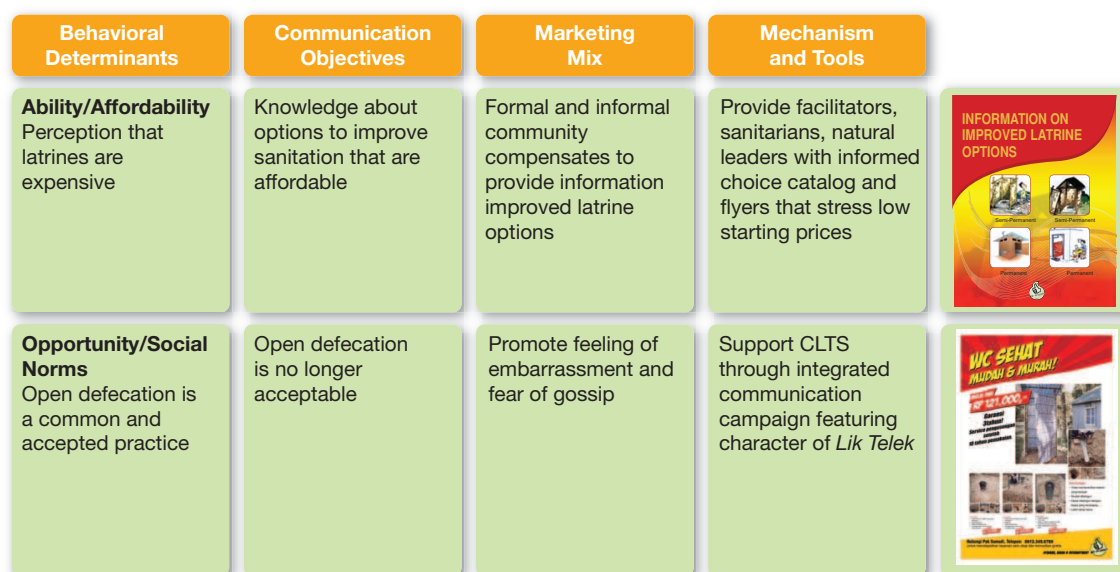 Behavioral
Determinants
Communication
Objectives
Marketing
Mix
Mechanism
and Tools
Ability/Affordability
Perception that
latrines are
expensive
Knowledge about
options to improve
sanitation that are
affordable
Formal and informal
community
compensates to
provide information
improved latrine
options
Provide facilitators,
sanitarians, natural
leaders with informed
choice catalog and
flyers that stress low
starting prices
INFORMATION ON
IMPROVED LATRINE
OPTIONS
Semi-Permanent
Semi-Permanent
Permanent
Permanent
Opportunity/Social
Norms
Open defecation is
a common and
accepted practice
Open defecation
is no longer
acceptable
Promote feeling of
embarrassment and
fear of gossip
Support CLTS
through integrated
communication
campaign featuring
character of Lik Telek
WC SEHAT
MUDAH & MURAH!
RP 121.000,-
Garansi
3tahun!